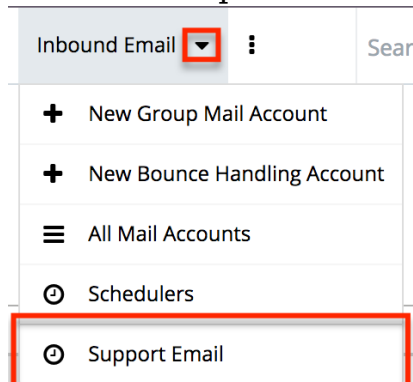 Inbound Email
Sear
New Group Mail Account
New Bounce Handling Account
All Mail Accounts
Schedulers
Support Email